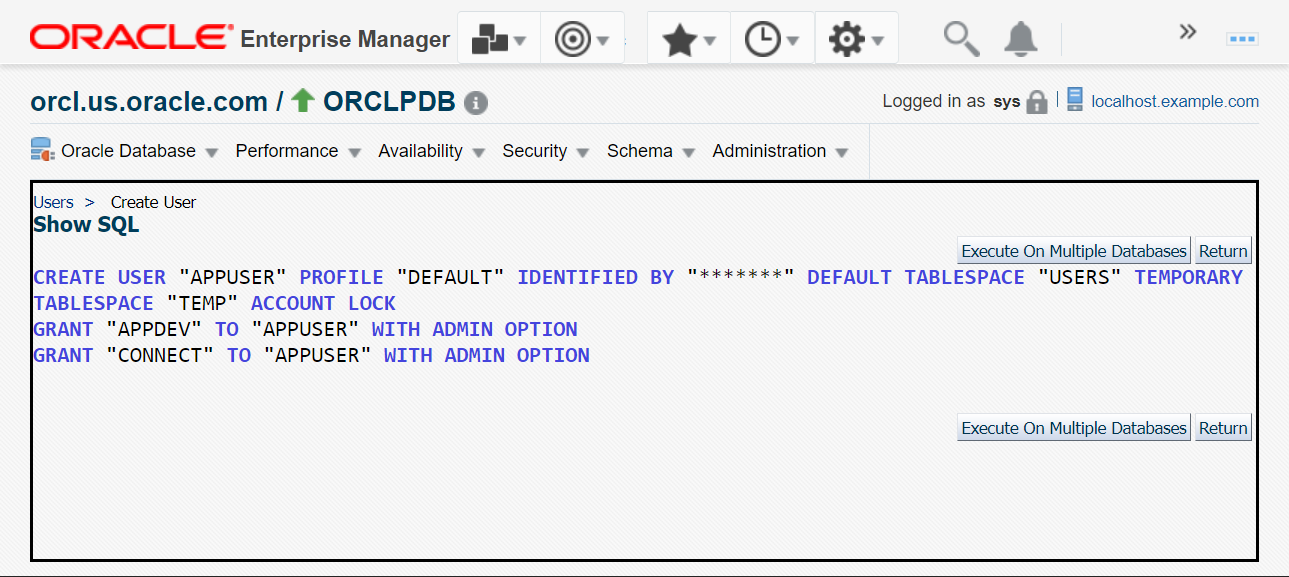 ORACLE® Enterprise Manager
orcl.us.oracle.com / ORCLPDB
Logged in as sys | localhost.example.com
Oracle Database Performance Availability Security Schema Administration
Users > Create User
Show SQL
Execute On Multiple Databases Return
CREATE USER "APPUSER" PROFILE "DEFAULT" IDENTIFIED BY "*******" DEFAULT TABLESPACE "USERS" TEMPORARY
TABLESPACE "TEMP" ACCOUNT LOCK
GRANT "APPDEV" TO "APPUSER" WITH ADMIN OPTION
GRANT "CONNECT" TO "APPUSER" WITH ADMIN OPTION
Execute On Multiple Databases Return